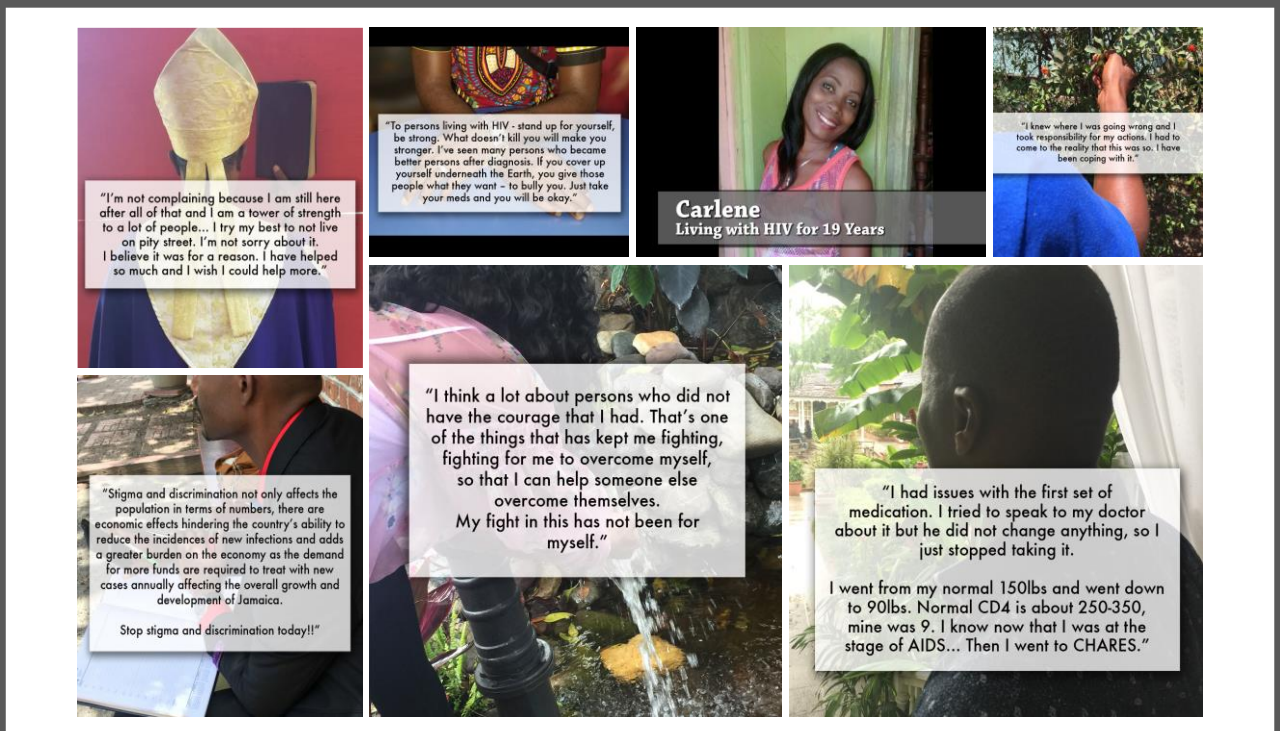 “I’m not complaining because I am still here
after all of that and I am a tower of strength
to a lot of people... I try my best to not live
on pity street. I’m not sorry about it.
I believe it was for a reason. I have helped
so much and I wish I could help more.”
“To persons living with HIV - stand up for yourself,
be strong. What doesn’t kill you will make you
stronger. I’ve seen many persons who became
better persons after diagnosis. If you cover up
yourself underneath the Earth, you give those
people what they want – to bully you. Just take
your meds and you will be okay.”
Carlene
Living with HIV for 19 Years
“I knew where I was going wrong and I
took responsibility for my actions. I had to
come to the reality that this was so. I have
been coping with it.”
“Stigma and discrimination not only affects the
population in terms of numbers, there are
economic effects hindering the country’s ability to
reduce the incidences of new infections and adds
a greater burden on the economy as the demand
for more funds are required to treat with new
cases annually affecting the overall growth and
development of Jamaica.
Stop stigma and discrimination today!!”
“I think a lot about persons who did not
have the courage that I had. That’s one
of the things that has kept me fighting,
fighting for me to overcome myself,
so that I can help someone else
overcome themselves.
My fight in this has not been for
myself.”
“I had issues with the first set of
medication. I tried to speak to my doctor
about it but he did not change anything, so I
just stopped taking it.
I went from my normal 150lbs and went down
to 90lbs. Normal CD4 is about 250-350,
mine was 9. I know now that I was at the
stage of AIDS... Then I went to CHARES.”